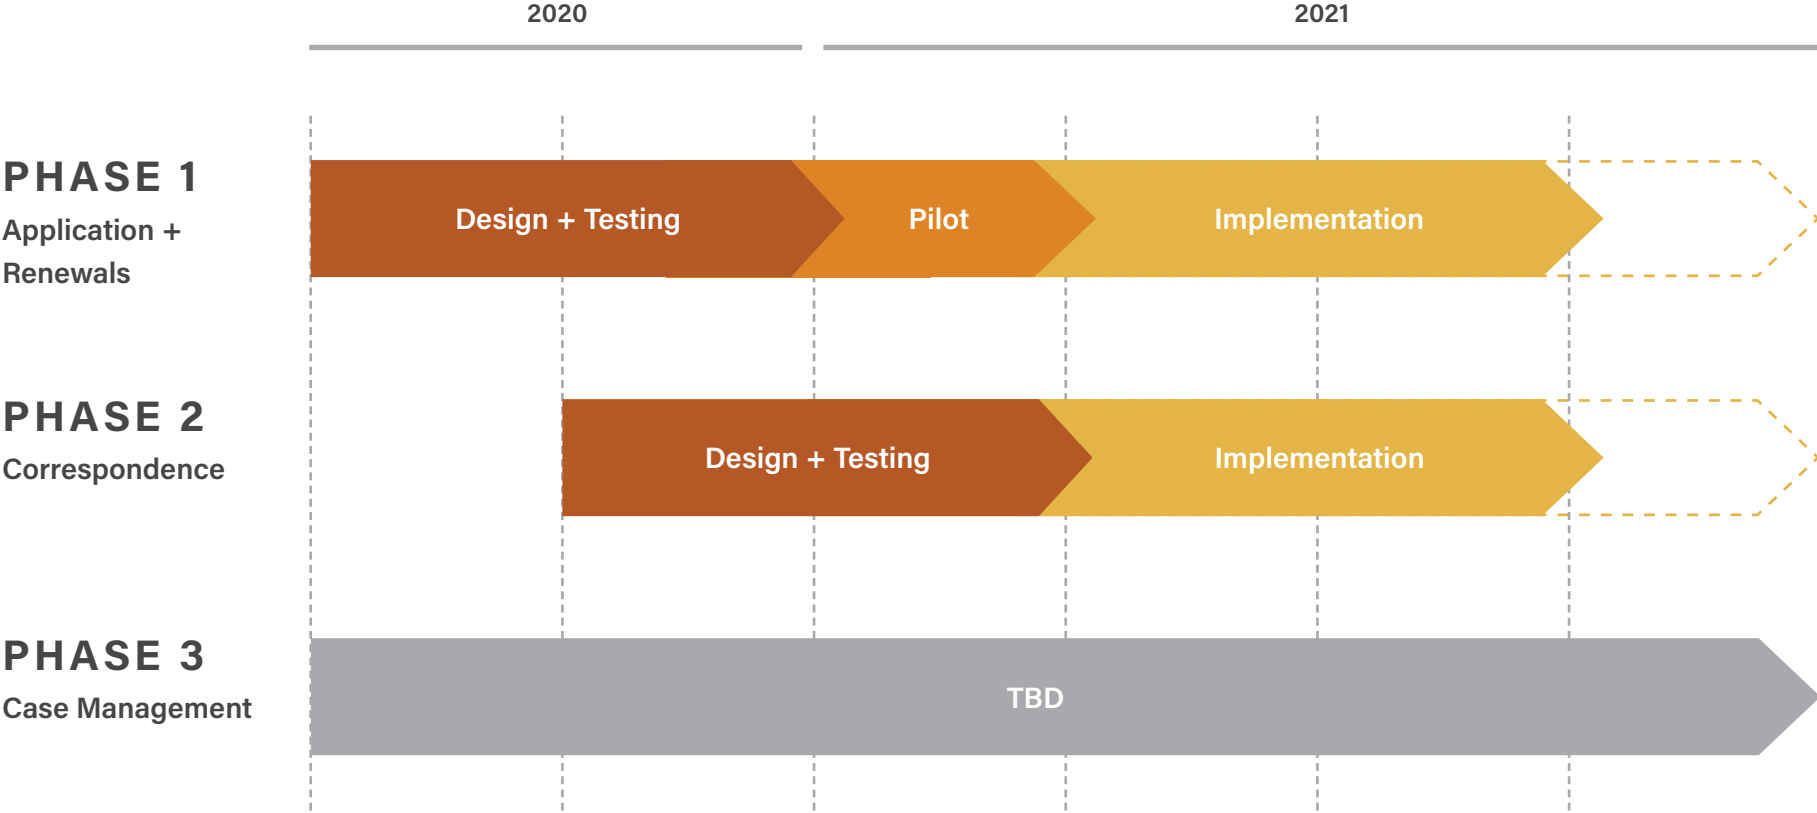 2020
2021
PHASE 1
Application +
Renewals
Design + Testing
Pilot
Implementation
PHASE 2
Correspondence
Design + Testing
Implementation
PHASE 3
Case Management
TBD